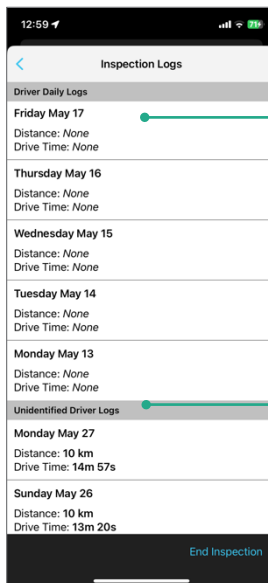 12:59
71
Inspection Logs
Driver Daily Logs
Friday May 17
Distance: None
Drive Time: None
Thursday May 16
Distance: None
Drive Time: None
Wednesday May 15
Distance: None
Drive Time: None
Tuesday May 14
Distance: None
Drive Time: None
Monday May 13
Distance: None
Drive Time: None
Unidentified Driver Logs
Monday May 27
Distance: 10 km
Drive Time: 14m 57s
Sunday May 26
Distance: 10 km
Drive Time: 13m 20s
End Inspection